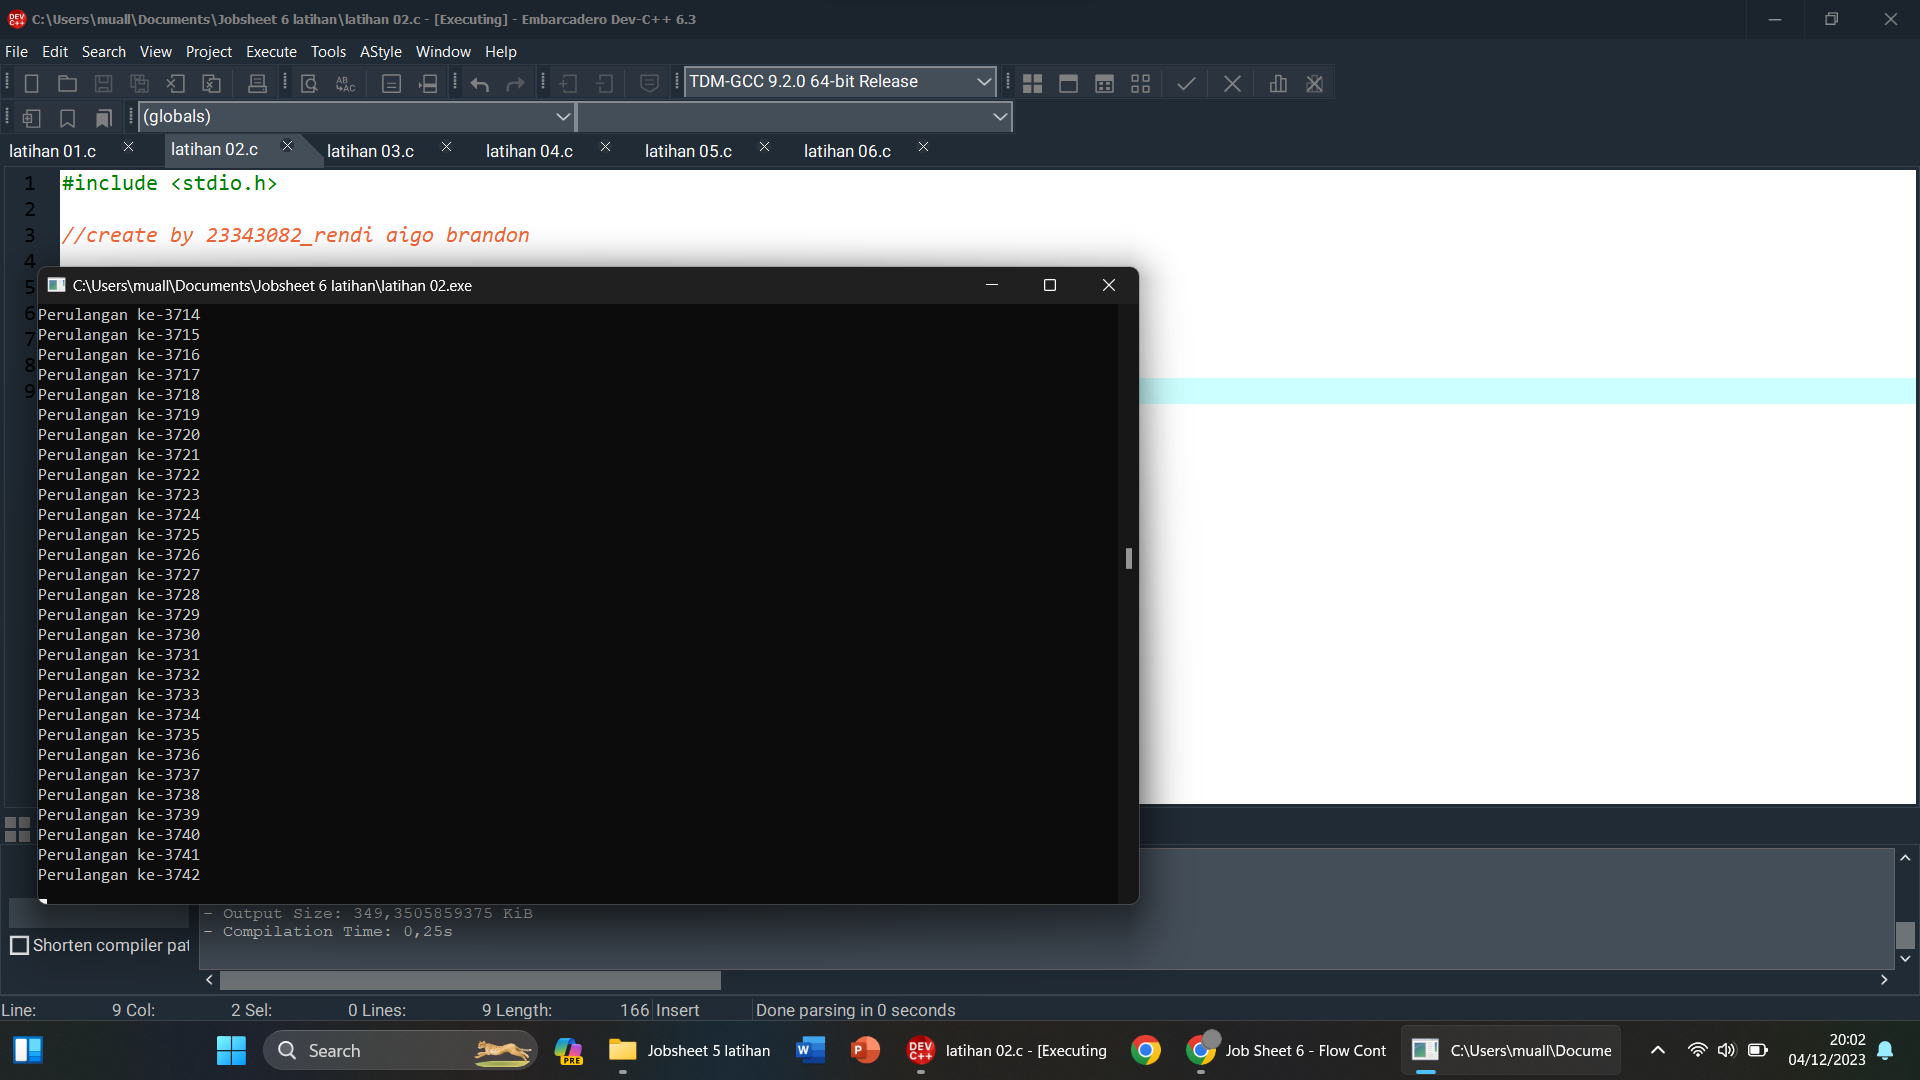 C:\Users\muall\Documents\Jobsheet 6 latihan\latihan 02.c - [Executing] - Embarcadero Dev-C++ 6.3
File Edit Search View Project Execute Tools AStyle Window Help
TDM-GCC 9.2.0 64-bit Release
(globals)
latihan 01.c latihan 02.c latihan 03.c latihan 04.c latihan 05.c latihan 06.c
1 #include <stdio.h>
2
3 //create by 23343082_rendi aigo brandon
4
5
6
7
8
9
C:\Users\muall\Documents\Jobsheet 6 latihan\latihan 02.exe
Perulangan ke-3714
Perulangan ke-3715
Perulangan ke-3716
Perulangan ke-3717
Perulangan ke-3718
Perulangan ke-3719
Perulangan ke-3720
Perulangan ke-3721
Perulangan ke-3722
Perulangan ke-3723
Perulangan ke-3724
Perulangan ke-3725
Perulangan ke-3726
Perulangan ke-3727
Perulangan ke-3728
Perulangan ke-3729
Perulangan ke-3730
Perulangan ke-3731
Perulangan ke-3732
Perulangan ke-3733
Perulangan ke-3734
Perulangan ke-3735
Perulangan ke-3736
Perulangan ke-3737
Perulangan ke-3738
Perulangan ke-3739
Perulangan ke-3740
Perulangan ke-3741
Perulangan ke-3742
- Output Size: 349,3505859375 KiB
- Compilation Time: 0,25s
Shorten compiler pat
Line: 9 Col: 2 Sel: 0 Lines: 9 Length: 166 Insert Done parsing in 0 seconds
Search
PRE
Jobsheet 5 latihan
latihan 02.c - [Executing
Job Sheet 6 - Flow Cont
C:\Users\muall\Docume
20:02
04/12/2023